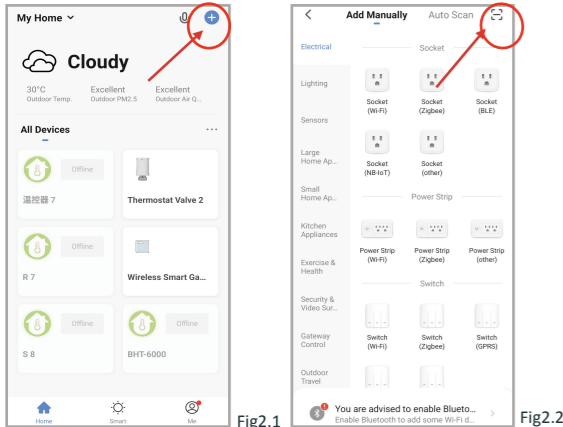 My Home
Cloudy
30°C
Outdoor Temp.
Excellent
Outdoor PM2.5
Excellent
Outdoor Air Q...
All Devices
...
Offline
温控器 7
Thermostat Valve 2
Offline
R 7
Wireless Smart Ga...
Offline
S 8
Offline
BHT-6000
Home
Smart
Me
Fig2.1
Add Manually
Auto Scan
Electrical
Lighting
Sensors
Large
Home Ap...
Small
Home Ap...
Kitchen
Appliances
Exercise &
Health
Security &
Video Sur...
Gateway
Control
Outdoor
Travel
Socket
Socket
(Wi-Fi)
Socket
(Zigbee)
Socket
(BLE)
Socket
(NB-IoT)
Socket
(other)
Power Strip
Power Strip
(Wi-Fi)
Power Strip
(Zigbee)
Power Strip
(other)
Switch
Switch
(Wi-Fi)
Switch
(Zigbee)
Switch
(GPRS)
You are advised to enable Blueto...
Enable Bluetooth to add some Wi-Fi d...
Fig2.2